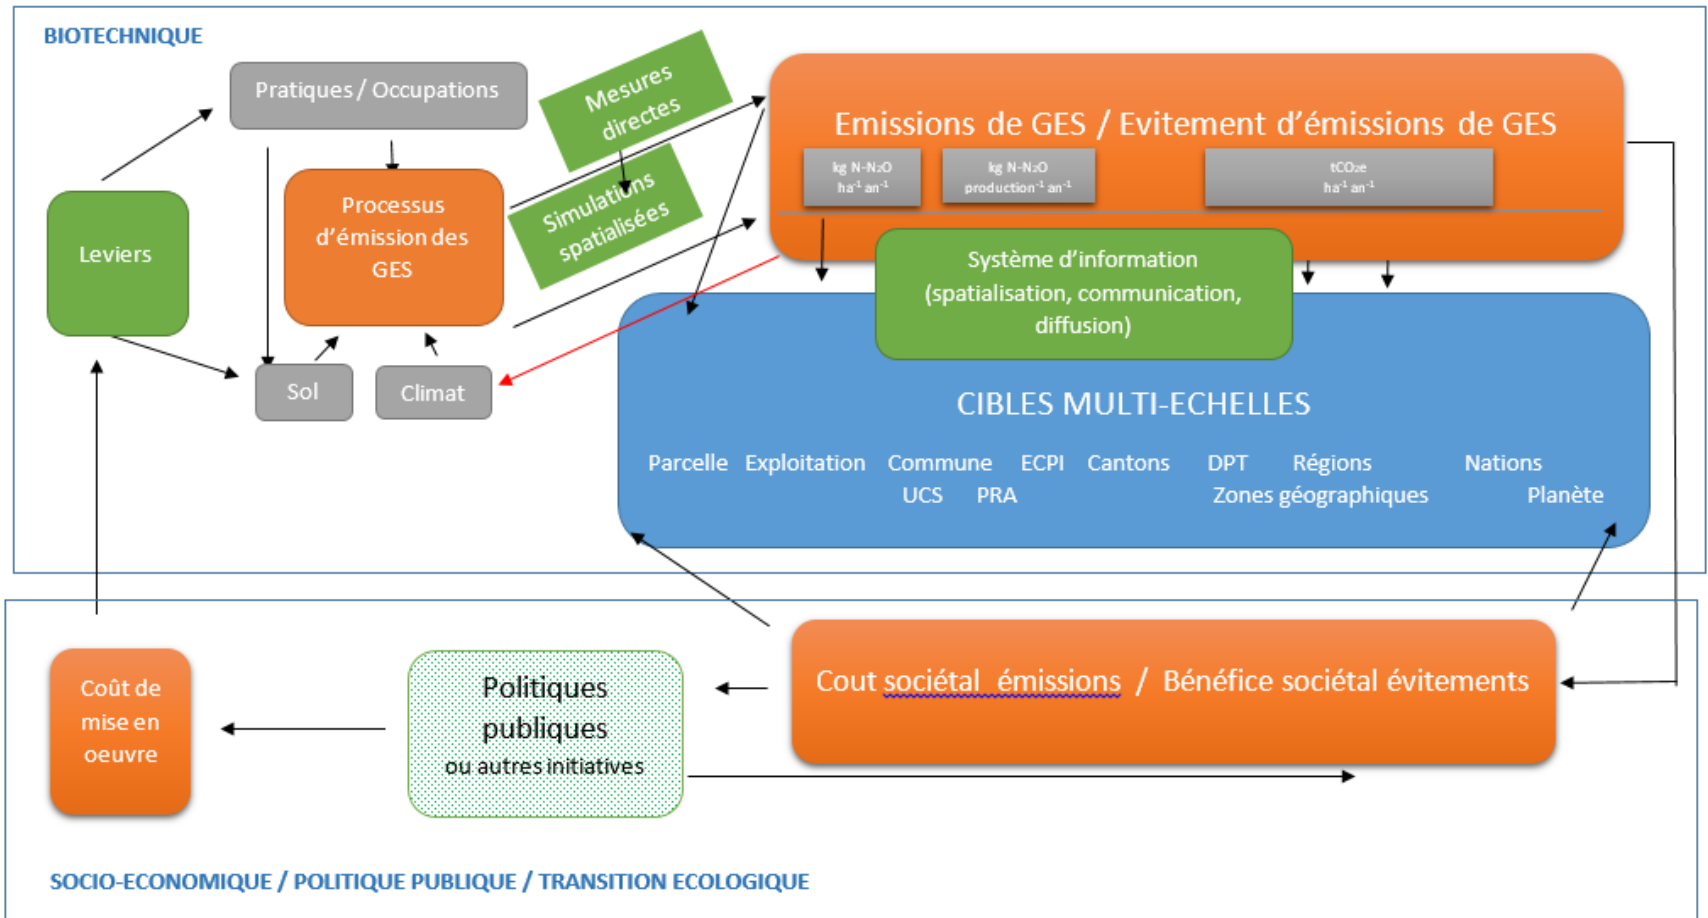 BIOTECHNIQUE
Pratiques / Occupations
Mesures
directes
Emissions de GES / Evitement d'émissions de GES
kg N-N₂O
ha⁻¹ an⁻¹
kg N-N₂O
production⁻¹ an⁻¹
tCO₂e
ha⁻¹ an⁻¹
Leviers
Processus
d'émission des
GES
Simulations
spatialisées
Système d'information
(spatialisation, communication,
diffusion)
Sol
Climat
CIBLES MULTI-ECHELLES
Parcelle Exploitation Commune ECPI Cantons DPT Régions Nations
UCS PRA Zones géographiques Planète
Coût de
mise en
oeuvre
Politiques
publiques
ou autres initiatives
Cout sociétal émissions / Bénéfice sociétal évitements
SOCIO-ECONOMIQUE / POLITIQUE PUBLIQUE / TRANSITION ECOLOGIQUE